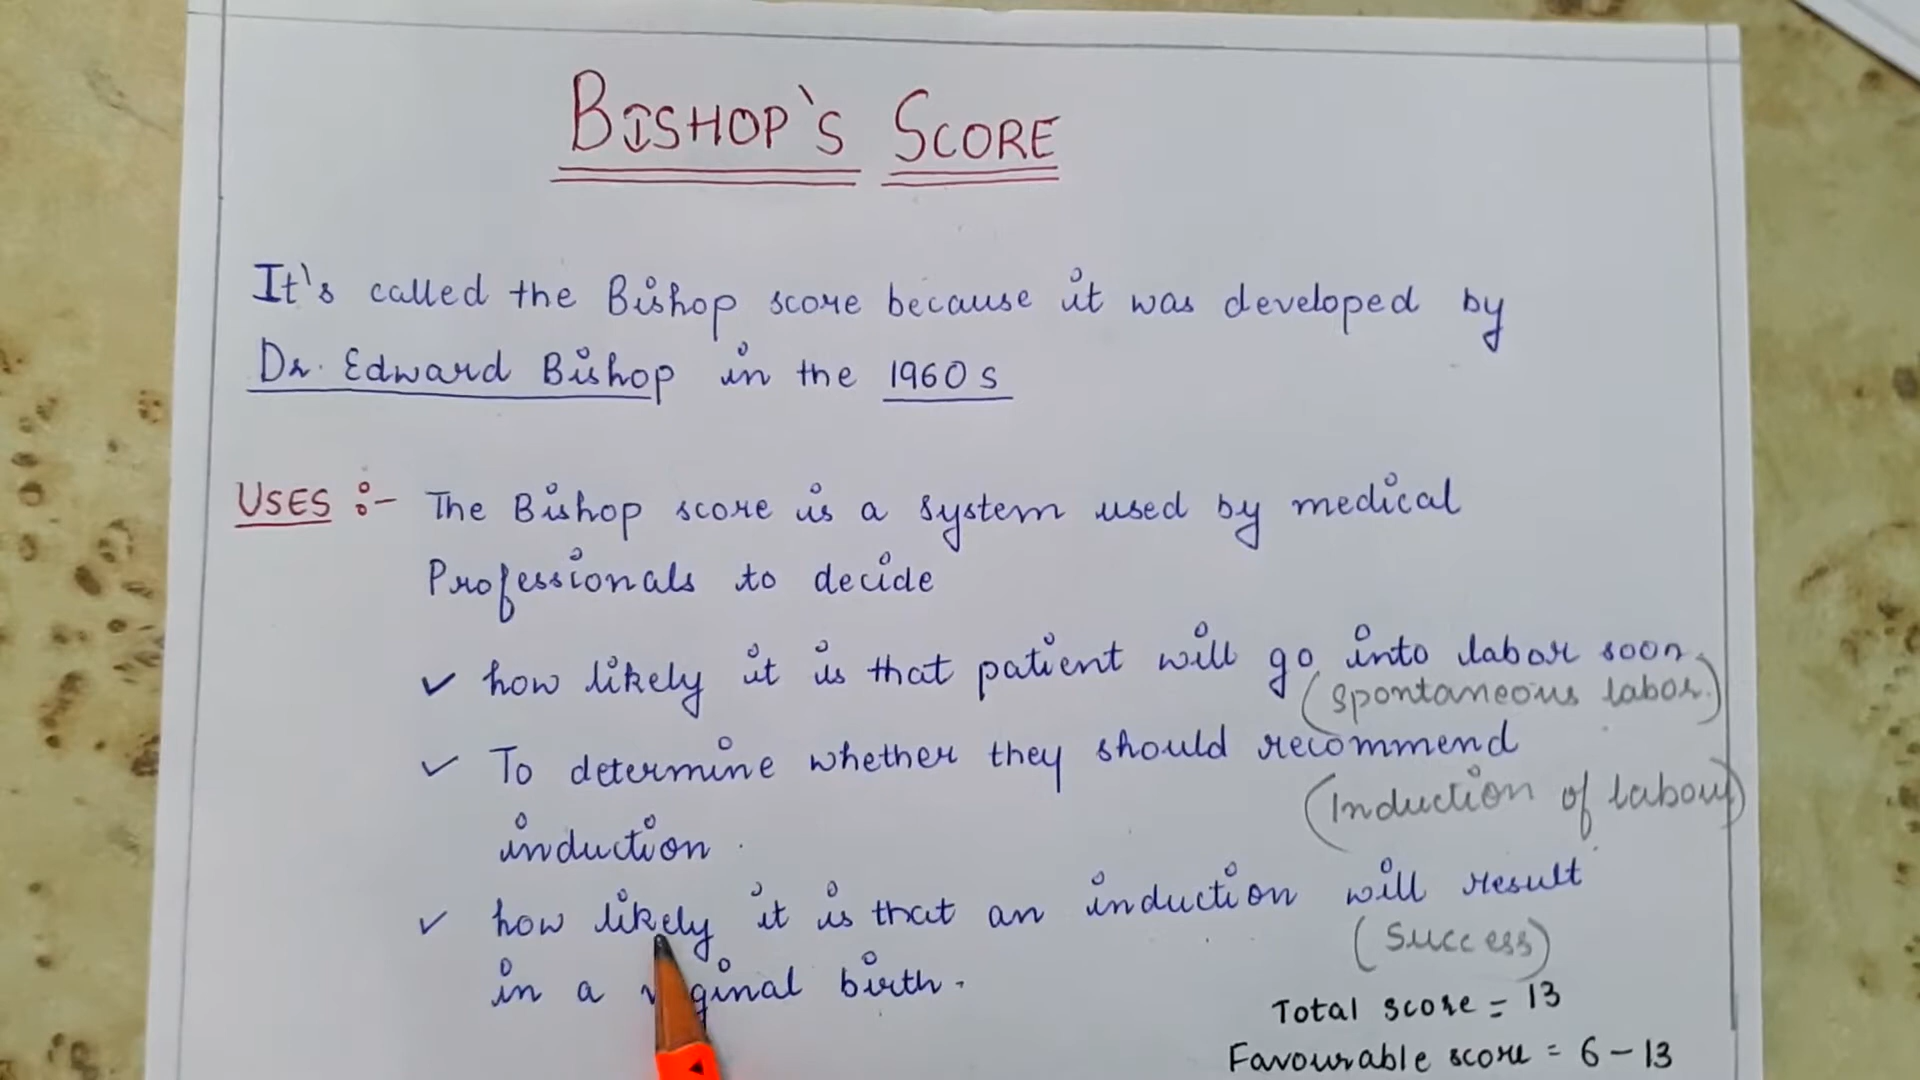 BISHOP'S SCORE
It's called the Bishop score because it was developed by
Dr. Edward Bishop in the 1960s
USES :- The Bishop score is a system used by medical
Professionals to decide
✓ how likely it is that patient will go into labor soon.
(spontaneous labor.)
✓ To determine whether they should recommend
(Induction of labour)
induction.
✓ how likely it is that an induction will result
(Success)
in a vaginal birth.
Total score = 13
Favourable score = 6-13